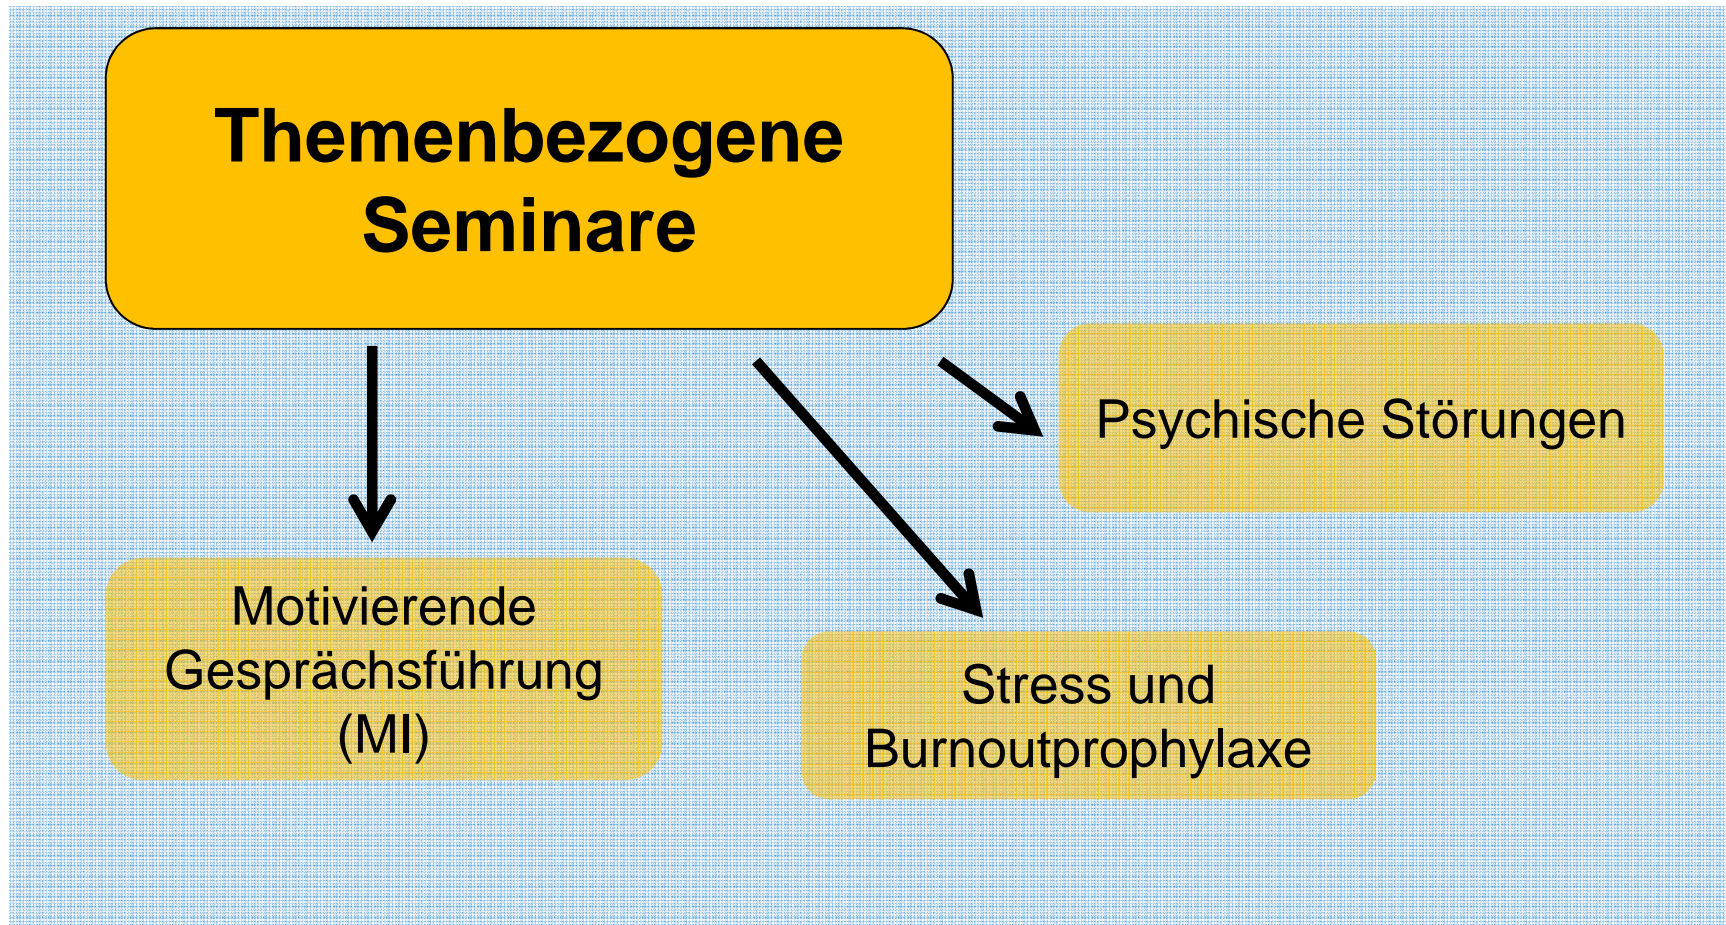 Themenbezogene
Seminare
Psychische Störungen
Motivierende
Gesprächsführung
(MI)
Stress und
Burnoutprophylaxe